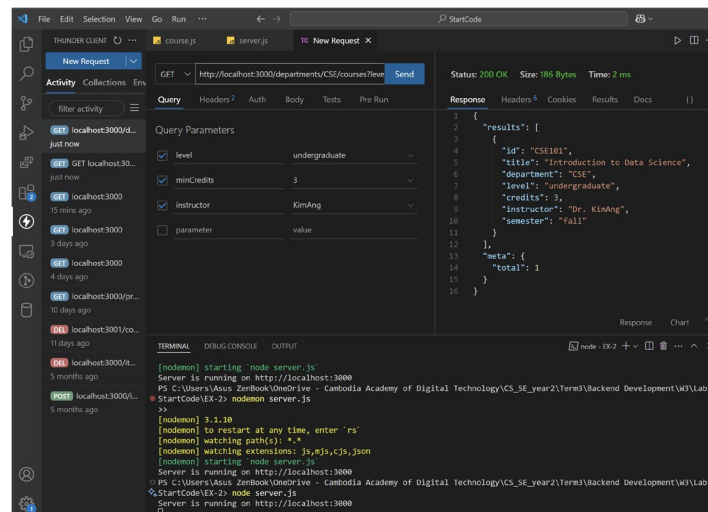 File Edit Selection View Go Run ···
StartCode
THUNDER CLIENT
New Request
Activity Collections Env
filter activity
GET localhost:3000/d...
just now
GET GET localhost:30...
just now
GET localhost:3000
15 mins ago
GET localhost:3000
3 days ago
GET localhost:3000
4 days ago
GET localhost:3000/pr...
10 days ago
DEL localhost:3001/co...
11 days ago
DEL localhost:3000/it...
5 months ago
POST localhost:3000/i...
5 months ago
course.js server.js TC New Request
GET http://localhost:3000/departments/CSE/courses?leve Send
Query Headers 2 Auth Body Tests Pre Run
Query Parameters
level undergraduate
minCredits 3
instructor KimAng
parameter value
Status: 200 OK Size: 186 Bytes Time: 2 ms
Response Headers 6 Cookies Results Docs {}
1 {
2 "results": [
3 {
4 "id": "CSE101",
5 "title": "Introduction to Data Science",
6 "department": "CSE",
7 "level": "undergraduate",
8 "credits": 3,
9 "instructor": "Dr. KimAng",
10 "semester": "fall"
11 }
12 ],
13 "meta": {
14 "total": 1
15 }
16 }
Response Chart
TERMINAL DEBUG CONSOLE OUTPUT
node - EX-2
[nodemon] starting `node server.js`
Server is running on http://localhost:3000
PS C:\Users\Asus ZenBook\OneDrive - Cambodia Academy of Digital Technology\CS_SE_year2\Term3\Backend Development\W3\Lab
StartCode\EX-2> nodemon server.js
>>
[nodemon] 3.1.10
[nodemon] to restart at any time, enter `rs`
[nodemon] watching path(s): *.*
[nodemon] watching extensions: js,mjs,cjs,json
[nodemon] starting `node server.js`
Server is running on http://localhost:3000
PS C:\Users\Asus ZenBook\OneDrive - Cambodia Academy of Digital Technology\CS_SE_year2\Term3\Backend Development\W3\Lab
StartCode\EX-2> node server.js
Server is running on http://localhost:3000